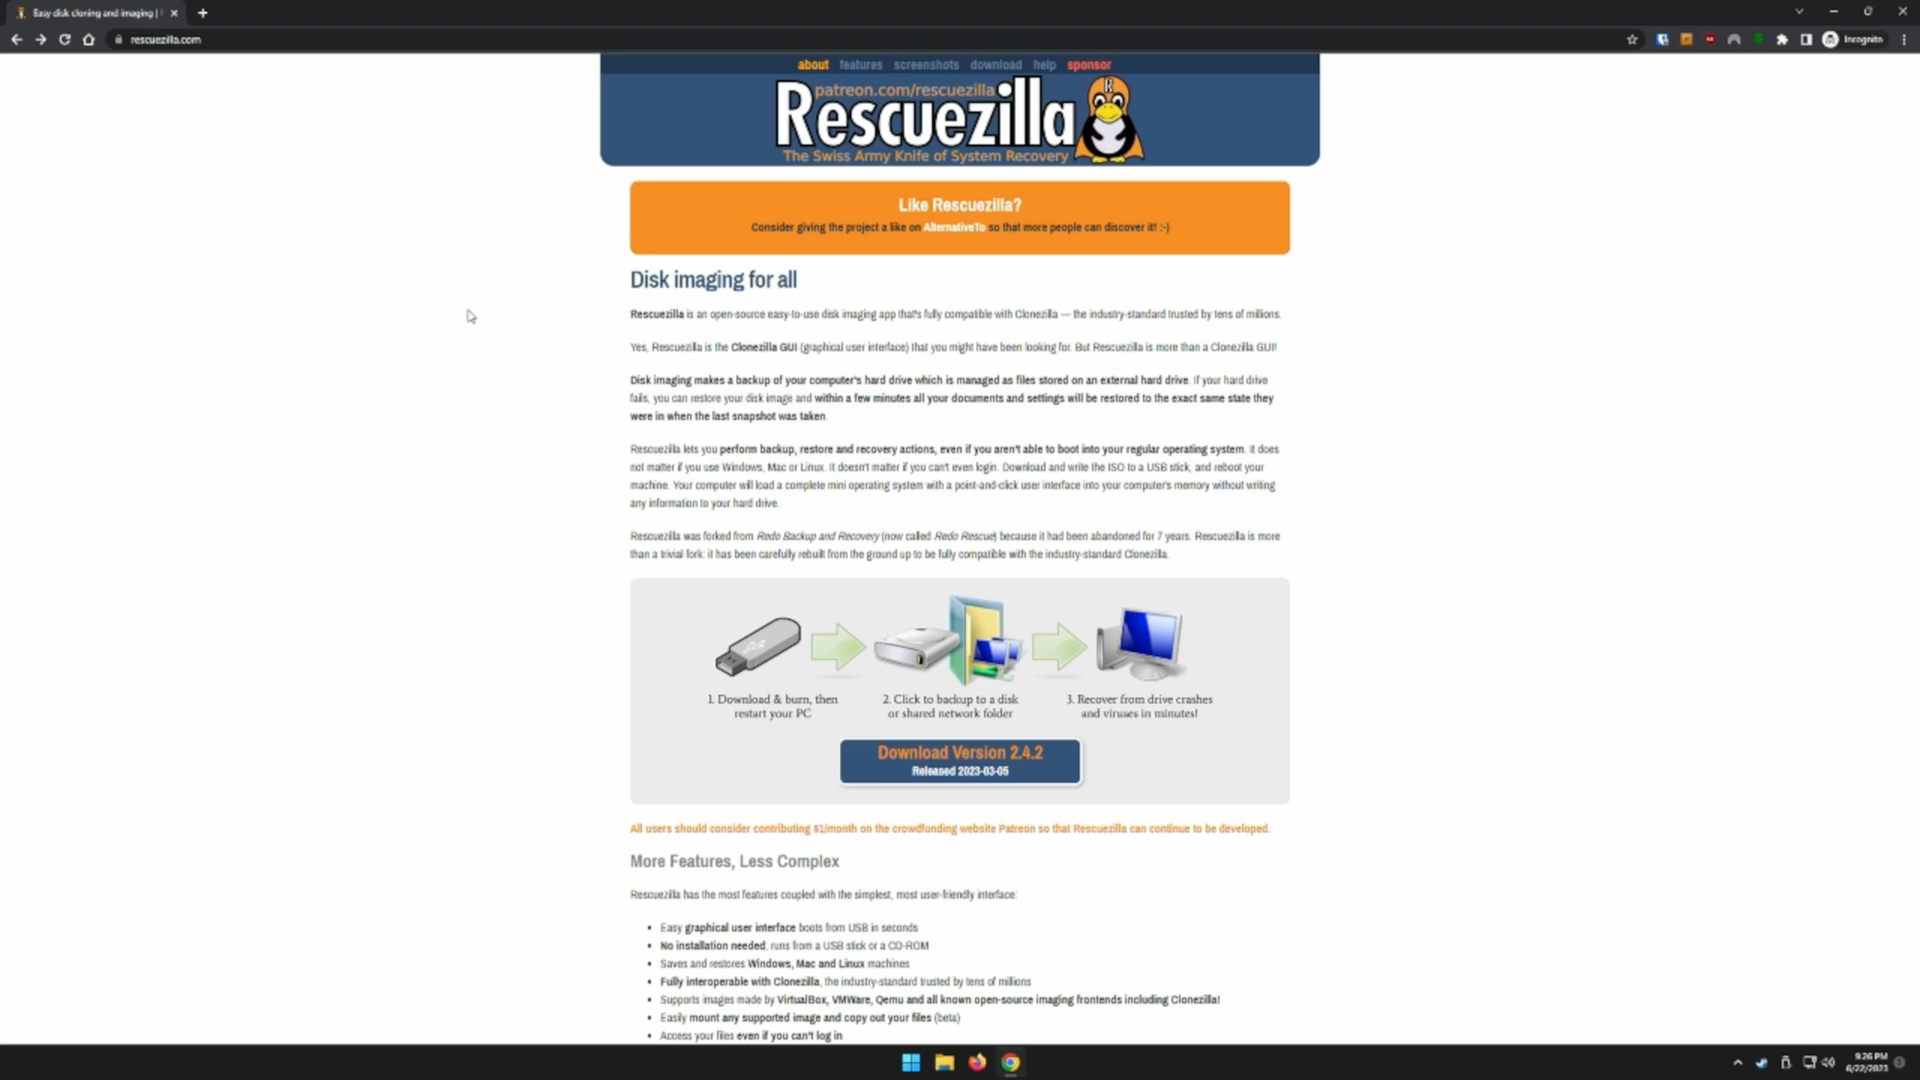 Easy disk cloning and imaging |
rescuezilla.com
Incognito
about features screenshots download help sponsor
patreon.com/rescuezilla
Rescuezilla
The Swiss Army Knife of System Recovery
Like Rescuezilla?
Consider giving the project a like on AlternativeTo so that more people can discover it! :-)
Disk imaging for all
Rescuezilla is an open-source easy-to-use disk imaging app that's fully compatible with Clonezilla — the industry-standard trusted by tens of millions.
Yes, Rescuezilla is the Clonezilla GUI (graphical user interface) that you might have been looking for. But Rescuezilla is more than a Clonezilla GUI!
Disk imaging makes a backup of your computer's hard drive which is managed as files stored on an external hard drive. If your hard drive
fails, you can restore your disk image and within a few minutes all your documents and settings will be restored to the exact same state they
were in when the last snapshot was taken.
Rescuezilla lets you perform backup, restore and recovery actions, even if you aren't able to boot into your regular operating system. It does
not matter if you use Windows, Mac or Linux. It doesn't matter if you can't even login. Download and write the ISO to a USB stick, and reboot your
machine. Your computer will load a complete mini operating system with a point-and-click user interface into your computer's memory without writing
any information to your hard drive.
Rescuezilla was forked from Redo Backup and Recovery (now called Redo Rescue) because it had been abandoned for 7 years. Rescuezilla is more
than a trivial fork: it has been carefully rebuilt from the ground up to be fully compatible with the industry-standard Clonezilla.
1. Download & burn, then
restart your PC
2. Click to backup to a disk
or shared network folder
3. Recover from drive crashes
and viruses in minutes!
Download Version 2.4.2
Released 2023-03-05
All users should consider contributing $1/month on the crowdfunding website Patreon so that Rescuezilla can continue to be developed.
More Features, Less Complex
Rescuezilla has the most features coupled with the simplest, most user-friendly interface:
• Easy graphical user interface boots from USB in seconds
• No installation needed; runs from a USB stick or a CD-ROM
• Saves and restores Windows, Mac and Linux machines
• Fully interoperable with Clonezilla, the industry-standard trusted by tens of millions
• Supports images made by VirtualBox, VMWare, Qemu and all known open-source imaging frontends including Clonezilla!
• Easily mount any supported image and copy out your files (beta)
• Access your files even if you can't log in
9:26 PM
6/22/2023